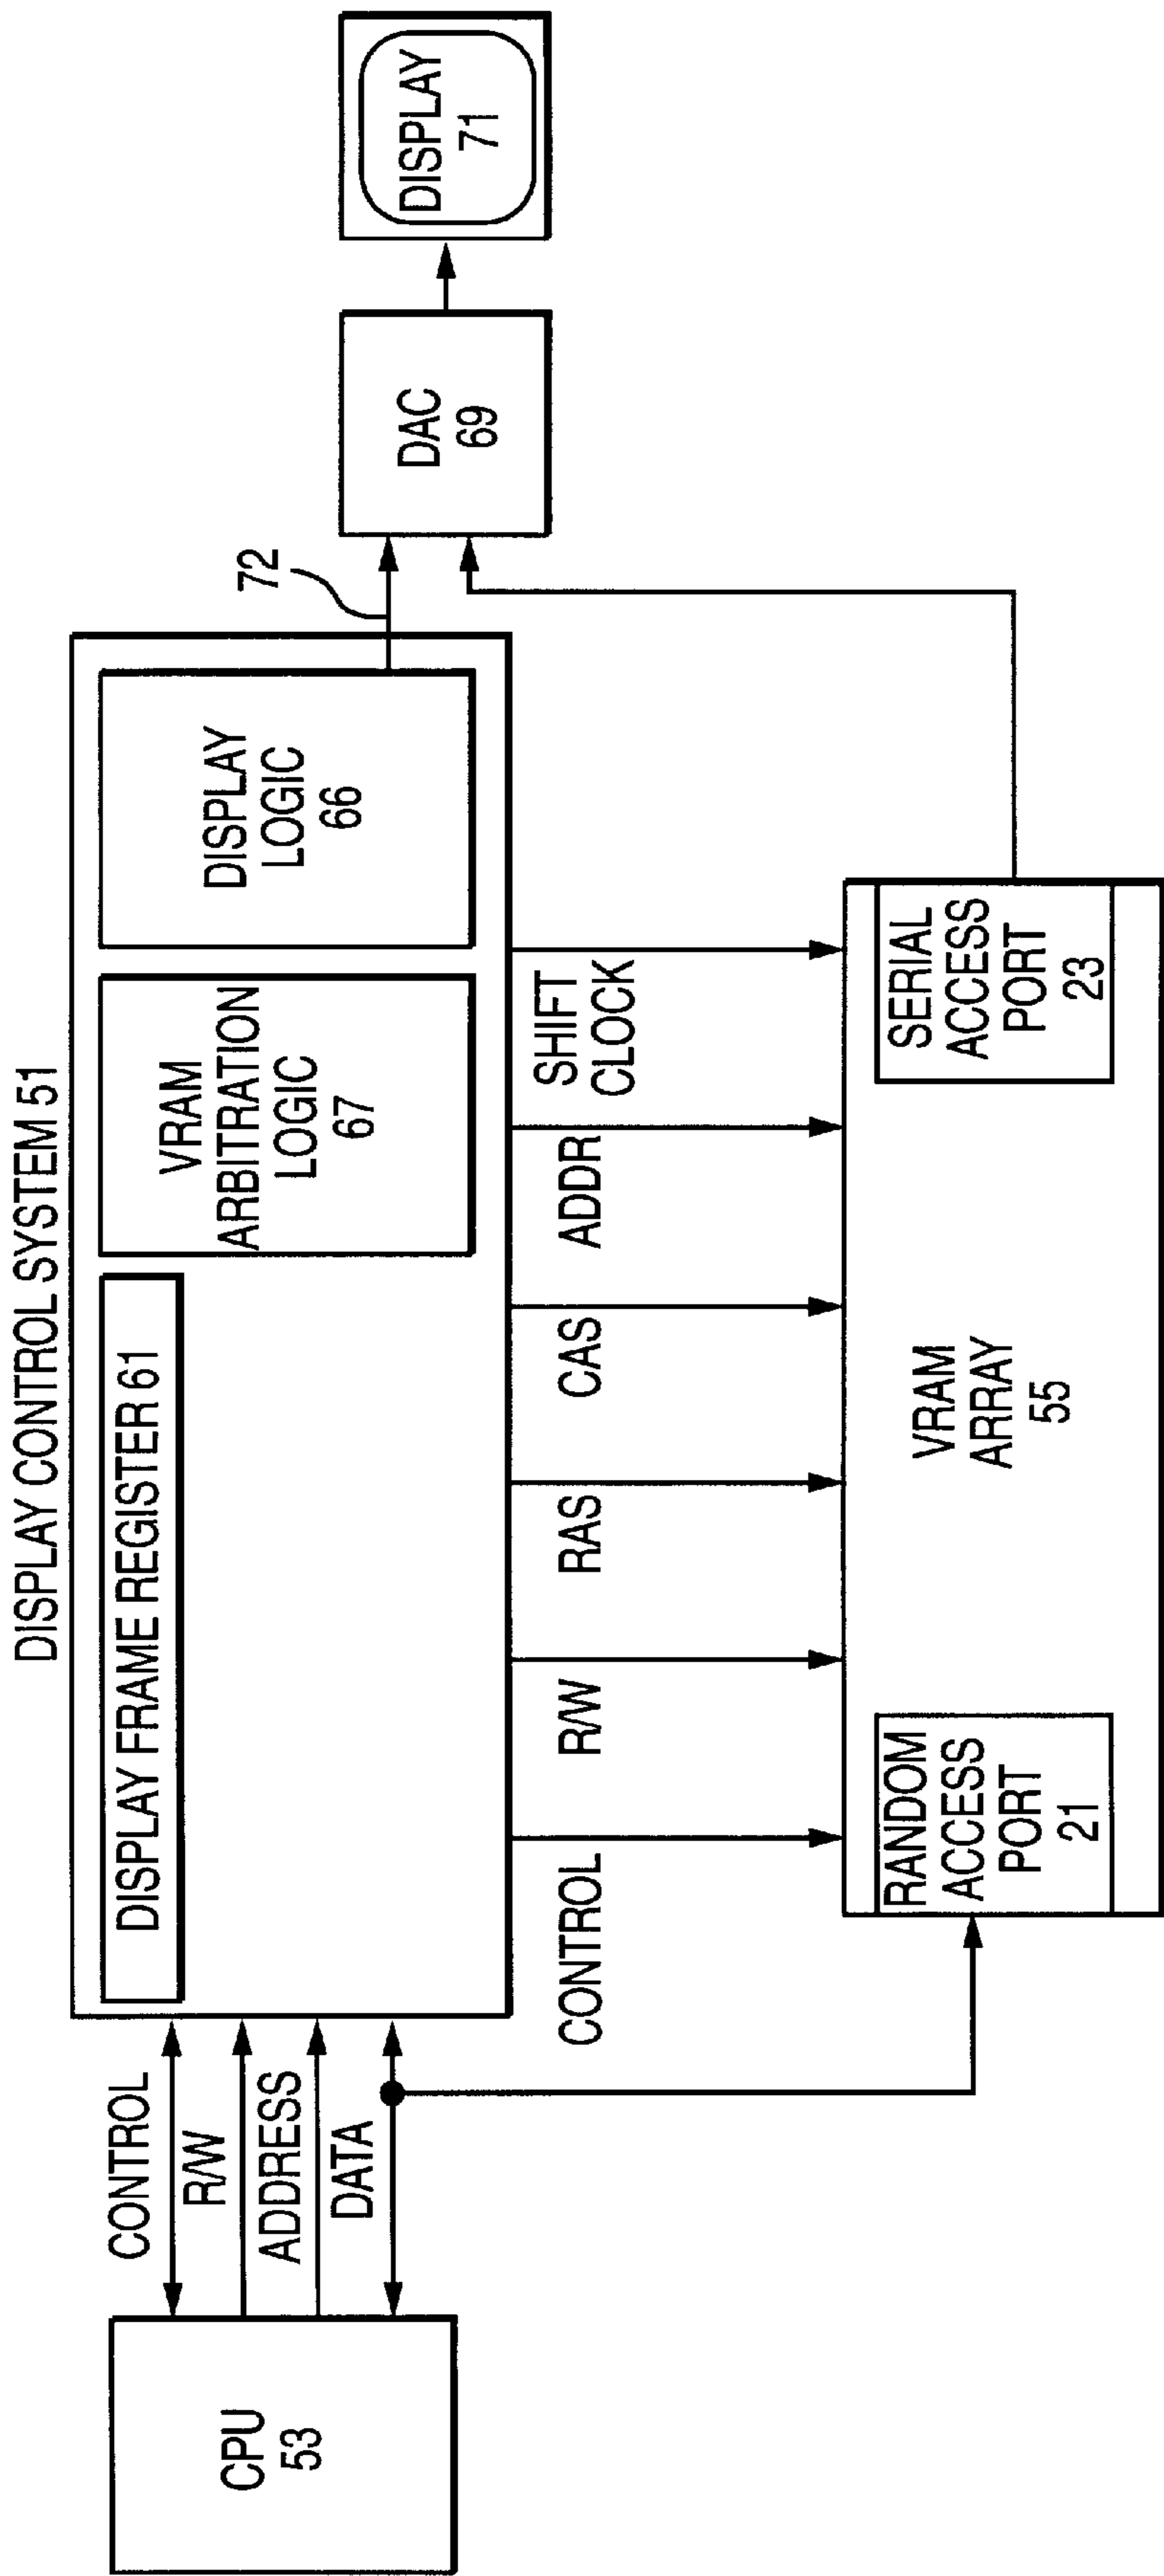 DISPLAY CONTROL SYSTEM 51
CPU
53
CONTROL
R/W
ADDRESS
DATA
DISPLAY FRAME REGISTER 61
VRAM
ARBITRATION
LOGIC
67
DISPLAY
LOGIC
66
72
DAC
69
DISPLAY
71
CONTROL
R/W
RAS
CAS
ADDR
SHIFT
CLOCK
RANDOM
ACCESS
PORT
21
VRAM
ARRAY
55
SERIAL
ACCESS
PORT
23